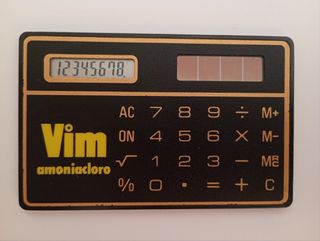 12345678.
AC 7 8 9 ÷ M+
ON 4 5 6 X M-
√ 1 2 3 - MRC
% 0 . = + C
Vim
amoniacloro